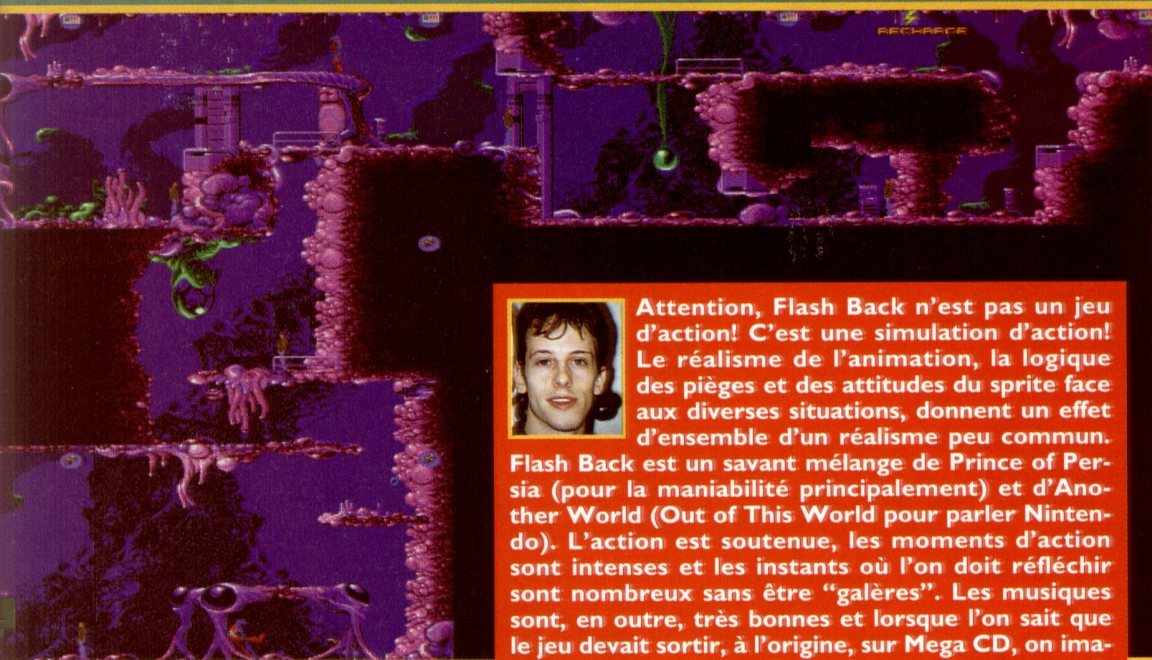 RECHARGE
Attention, Flash Back n'est pas un jeu
d'action! C'est une simulation d'action!
Le réalisme de l'animation, la logique
des pièges et des attitudes du sprite face
aux diverses situations, donnent un effet
d'ensemble d'un réalisme peu commun.
Flash Back est un savant mélange de Prince of Per-
sia (pour la maniabilité principalement) et d'Ano-
ther World (Out of This World pour parler Ninten-
do). L'action est soutenue, les moments d'action
sont intenses et les instants où l'on doit réfléchir
sont nombreux sans être “galères”. Les musiques
sont, en outre, très bonnes et lorsque l'on sait que
le jeu devait sortir, à l'origine, sur Mega CD, on ima-